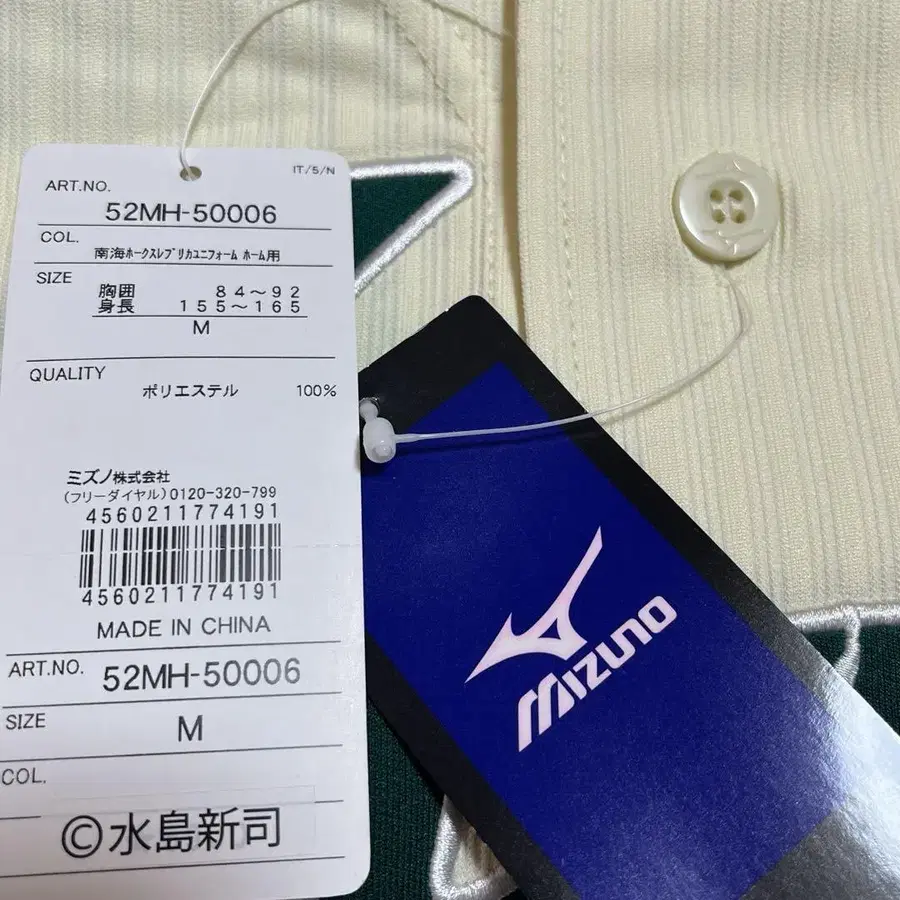 IT/5/N
ART.NO.
52MH-50006
COL.
南海ホークスレプリカユニフォーム ホーム用
SIZE
胸囲 84～92
身長 155～165
M
QUALITY
ポリエステル 100%
ミズノ株式会社
(フリーダイヤル)0120-320-799
4560211774191
4560211774191
MADE IN CHINA
ART.NO. 52MH-50006
SIZE
M
COL.
©水島新司
mizuno